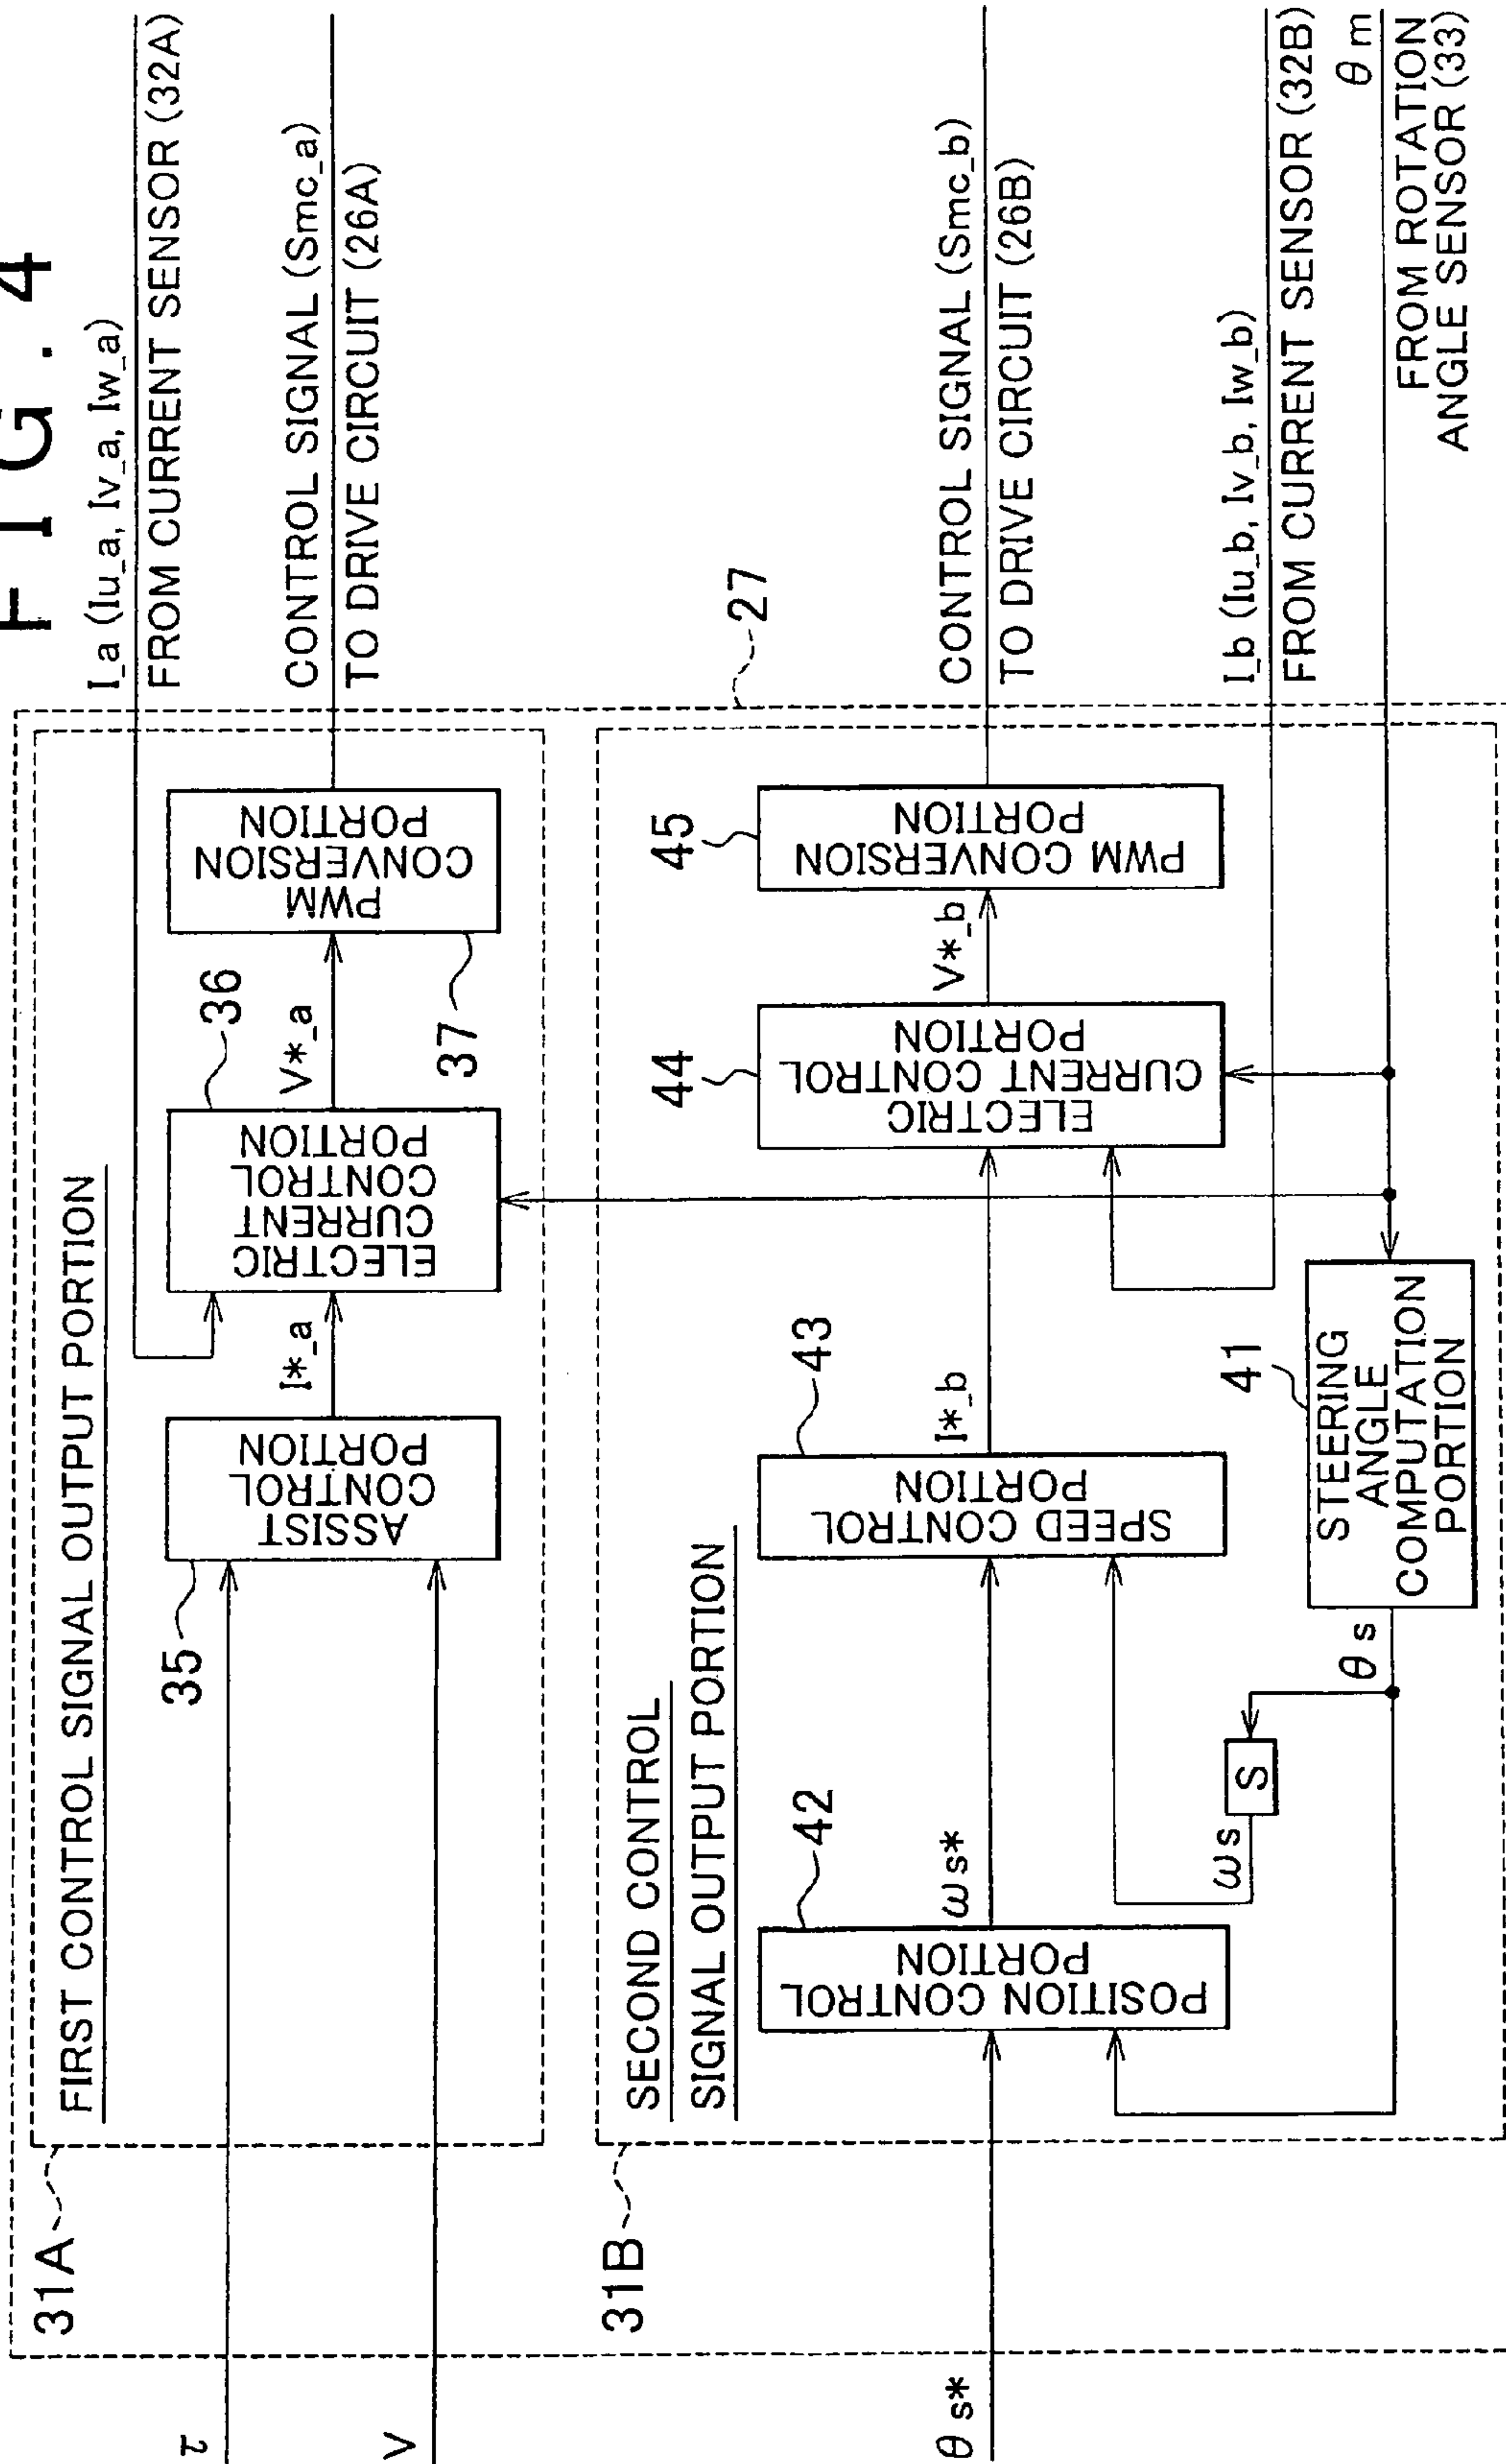 FIG. 4
I_a (Iu_a, Iv_a, Iw_a)
FROM CURRENT SENSOR (32A)
CONTROL SIGNAL (Smc_a)
TO DRIVE CIRCUIT (26A)
27
31A
FIRST CONTROL SIGNAL OUTPUT PORTION
τ
V
35
ASSIST
CONTROL
PORTION
I*_a
36
ELECTRIC
CURRENT
CONTROL
PORTION
V*_a
37
PWM
CONVERSION
PORTION
31B
SECOND CONTROL
SIGNAL OUTPUT PORTION
θs*
42
POSITION CONTROL
PORTION
ωs*
43
SPEED CONTROL
PORTION
I*_b
44
ELECTRIC
CURRENT CONTROL
PORTION
V*_b
45
PWM CONVERSION
PORTION
CONTROL SIGNAL (Smc_b)
TO DRIVE CIRCUIT (26B)
ωs
S
θs
41
STEERING
ANGLE
COMPUTATION
PORTION
I_b (Iu_b, Iv_b, Iw_b)
FROM CURRENT SENSOR (32B)
θm
FROM ROTATION
ANGLE SENSOR (33)